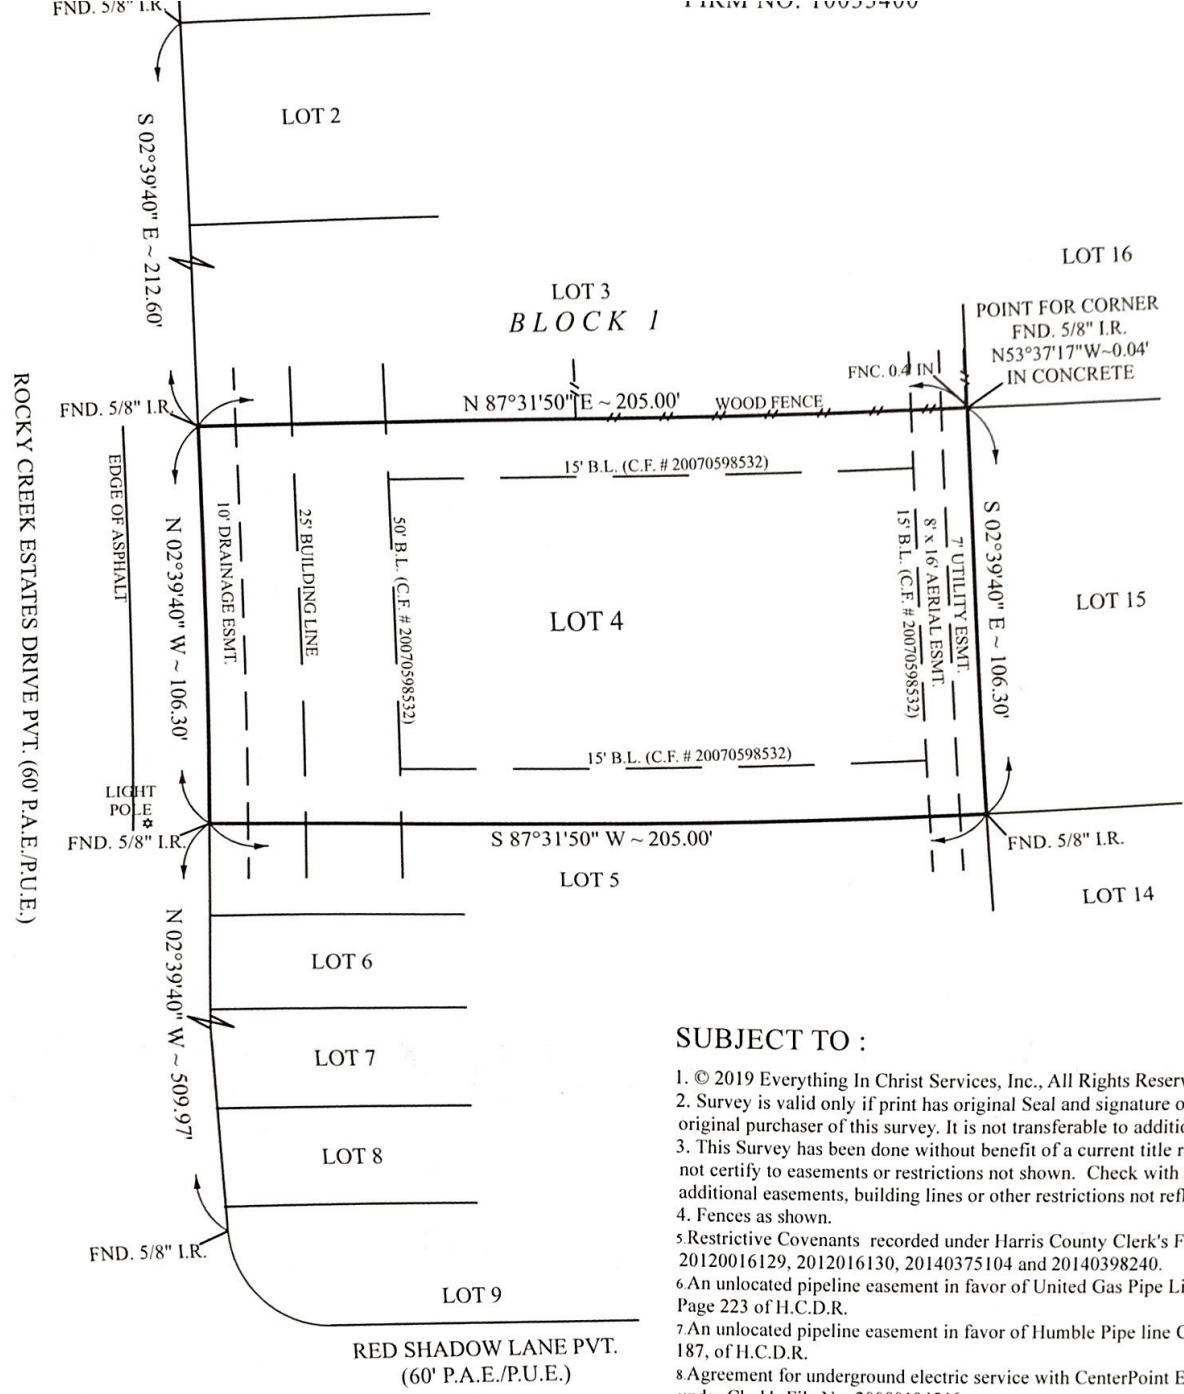 FND. 5/8" I.R.
FIRM NO. 10033400
LOT 2
S 02°39'40" E ~ 212.60'
LOT 16
LOT 3
BLOCK 1
POINT FOR CORNER
FND. 5/8" I.R.
N53°37'17"W~0.04'
IN CONCRETE
FNC. 0.4' IN
FND. 5/8" I.R.
N 87°31'50" E ~ 205.00'
WOOD FENCE
ROCKY CREEK ESTATES DRIVE PVT. (60' P.A.E./P.U.E.)
EDGE OF ASPHALT
N 02°39'40" W ~ 106.30'
10' DRAINAGE ESMT.
25' BUILDING LINE
50' B.L. (C.F. # 20070598532)
15' B.L. (C.F. # 20070598532)
LOT 4
15' B.L. (C.F. # 20070598532)
8' x 16' AERIAL ESMT.
7' UTILITY ESMT.
S 02°39'40" E ~ 106.30'
LOT 15
15' B.L. (C.F. # 20070598532)
LIGHT
POLE
FND. 5/8" I.R.
S 87°31'50" W ~ 205.00'
FND. 5/8" I.R.
LOT 5
LOT 14
N 02°39'40" W ~ 509.97'
LOT 6
LOT 7
LOT 8
FND. 5/8" I.R.
LOT 9
RED SHADOW LANE PVT.
(60' P.A.E./P.U.E.)
SUBJECT TO :
1. © 2019 Everything In Christ Services, Inc., All Rights Reserv
2. Survey is valid only if print has original Seal and signature o
original purchaser of this survey. It is not transferable to additio
3. This Survey has been done without benefit of a current title r
not certify to easements or restrictions not shown. Check with
additional easements, building lines or other restrictions not refl
4. Fences as shown.
5.Restrictive Covenants recorded under Harris County Clerk's F
20120016129, 2012016130, 20140375104 and 20140398240.
6.An unlocated pipeline easement in favor of United Gas Pipe Li
Page 223 of H.C.D.R.
7.An unlocated pipeline easement in favor of Humble Pipe line C
187, of H.C.D.R.
8.Agreement for underground electric service with CenterPoint E